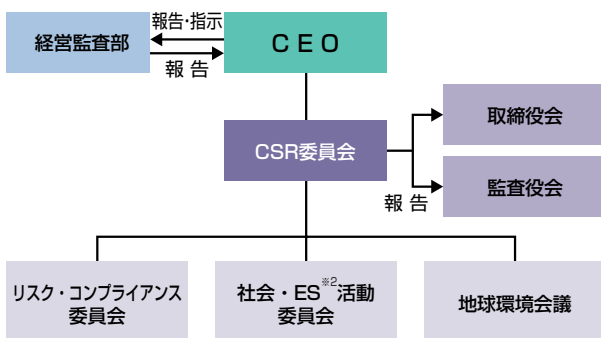 報告・指示
経営監査部
CEO
報告
取締役会
CSR委員会
監査役会
報告
リスク・コンプライアンス
委員会
社会・ES※2活動
委員会
地球環境会議